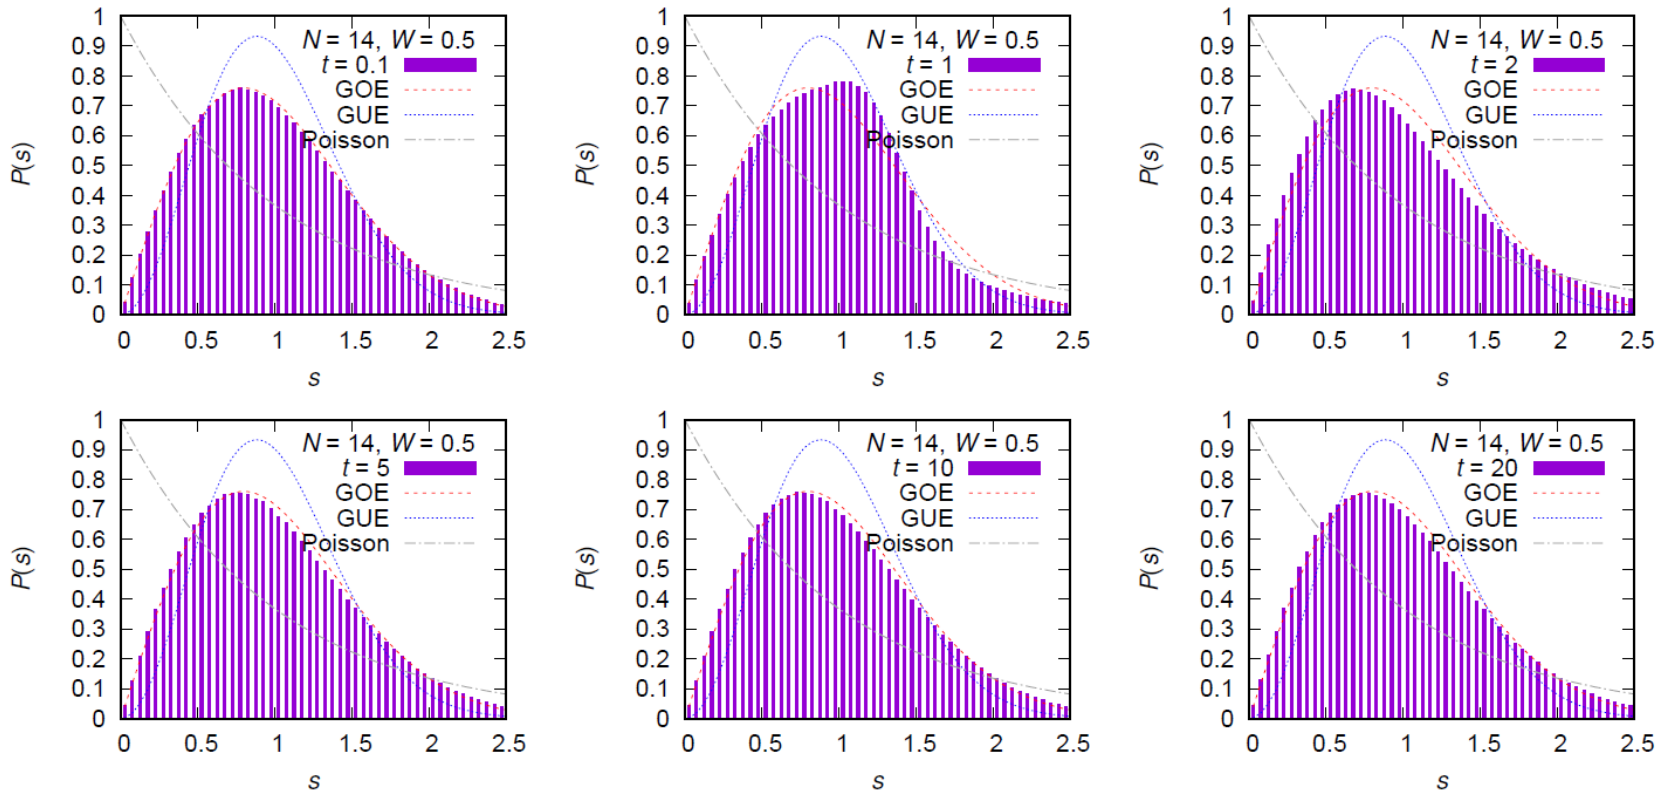 N = 14, W = 0.5
t = 0.1
GOE
GUE
Poisson
1
0.9
0.8
0.7
0.6
0.5
0.4
0.3
0.2
0.1
0
P(s)
0 0.5 1 1.5 2 2.5
s
N = 14, W = 0.5
t = 1
GOE
GUE
Poisson
1
0.9
0.8
0.7
0.6
0.5
0.4
0.3
0.2
0.1
0
P(s)
0 0.5 1 1.5 2 2.5
s
N = 14, W = 0.5
t = 2
GOE
GUE
Poisson
1
0.9
0.8
0.7
0.6
0.5
0.4
0.3
0.2
0.1
0
P(s)
0 0.5 1 1.5 2 2.5
s
N = 14, W = 0.5
t = 5
GOE
GUE
Poisson
1
0.9
0.8
0.7
0.6
0.5
0.4
0.3
0.2
0.1
0
P(s)
0 0.5 1 1.5 2 2.5
s
N = 14, W = 0.5
t = 10
GOE
GUE
Poisson
1
0.9
0.8
0.7
0.6
0.5
0.4
0.3
0.2
0.1
0
P(s)
0 0.5 1 1.5 2 2.5
s
N = 14, W = 0.5
t = 20
GOE
GUE
Poisson
1
0.9
0.8
0.7
0.6
0.5
0.4
0.3
0.2
0.1
0
P(s)
0 0.5 1 1.5 2 2.5
s